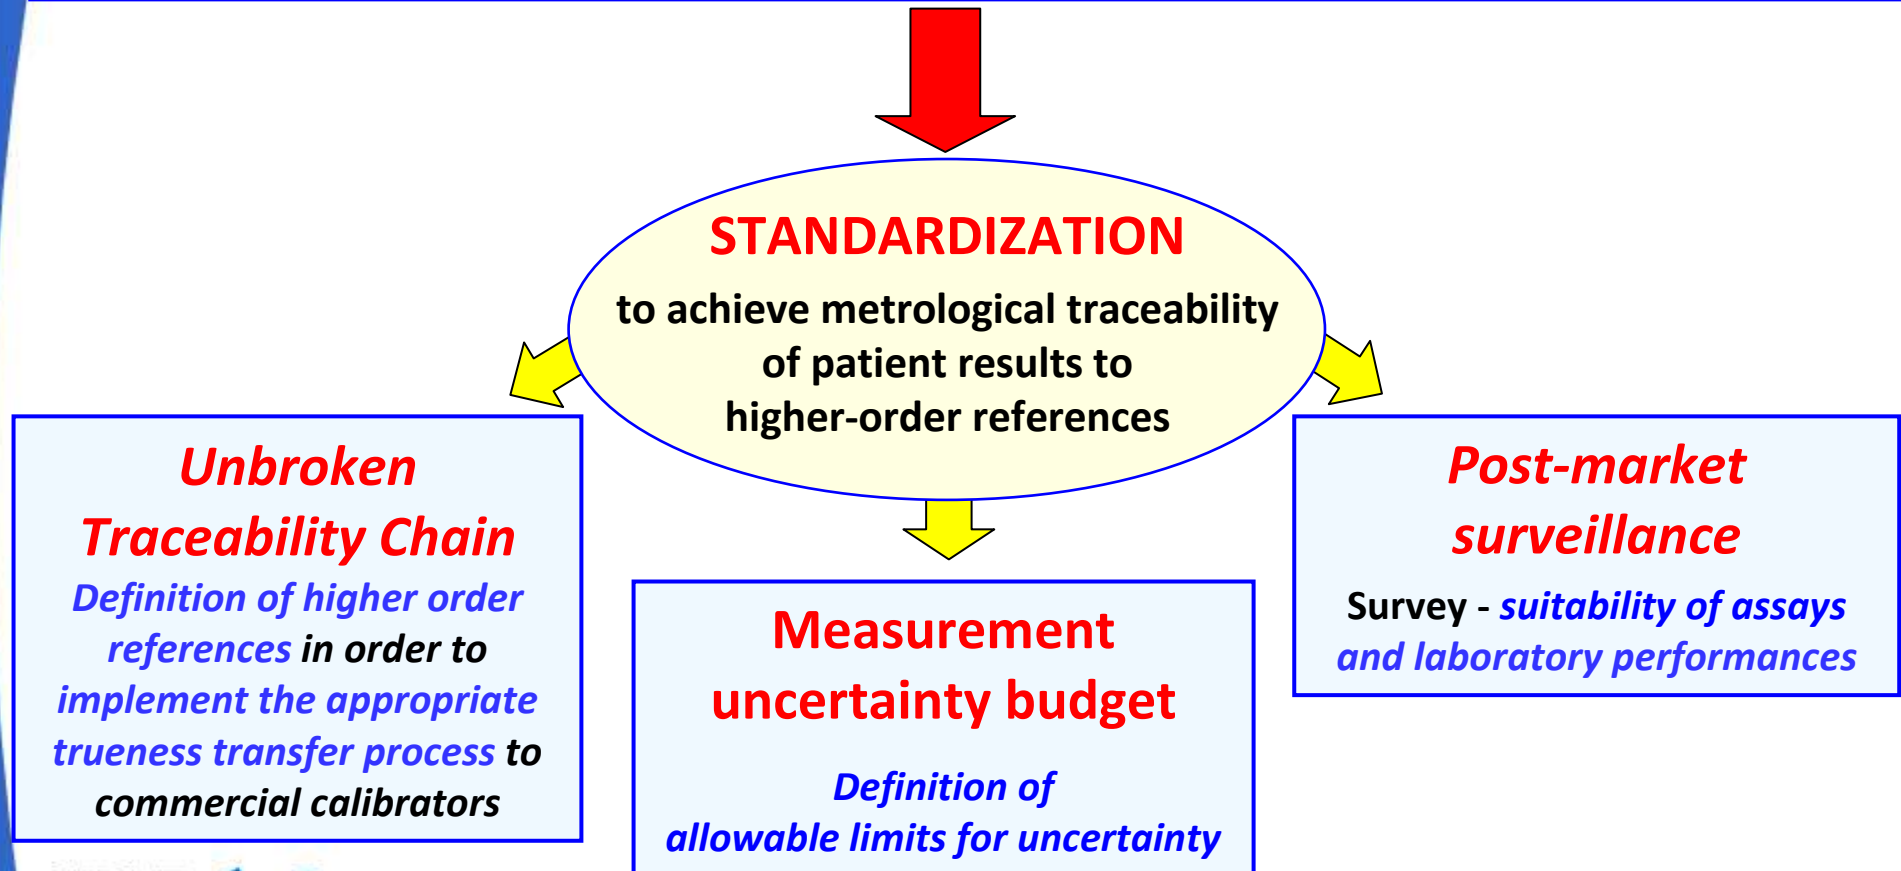 STANDARDIZATION
to achieve metrological traceability
of patient results to
higher-order references
Unbroken
Traceability Chain
Definition of higher order
references in order to
implement the appropriate
trueness transfer process to
commercial calibrators
Measurement
uncertainty budget
Definition of
allowable limits for uncertainty
Post-market
surveillance
Survey - suitability of assays
and laboratory performances